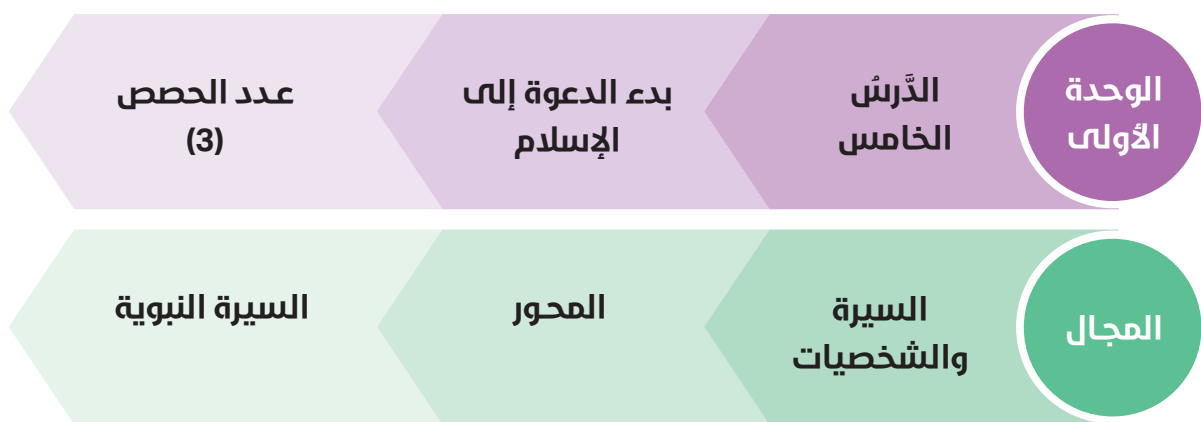 الوحدة
الأولى
الدَّرسُ
الخامس
بدء الدعوة إلى
الإسلام
عدد الحصص
(3)
المجال
السيرة
والشخصيات
المحور
السيرة النبوية